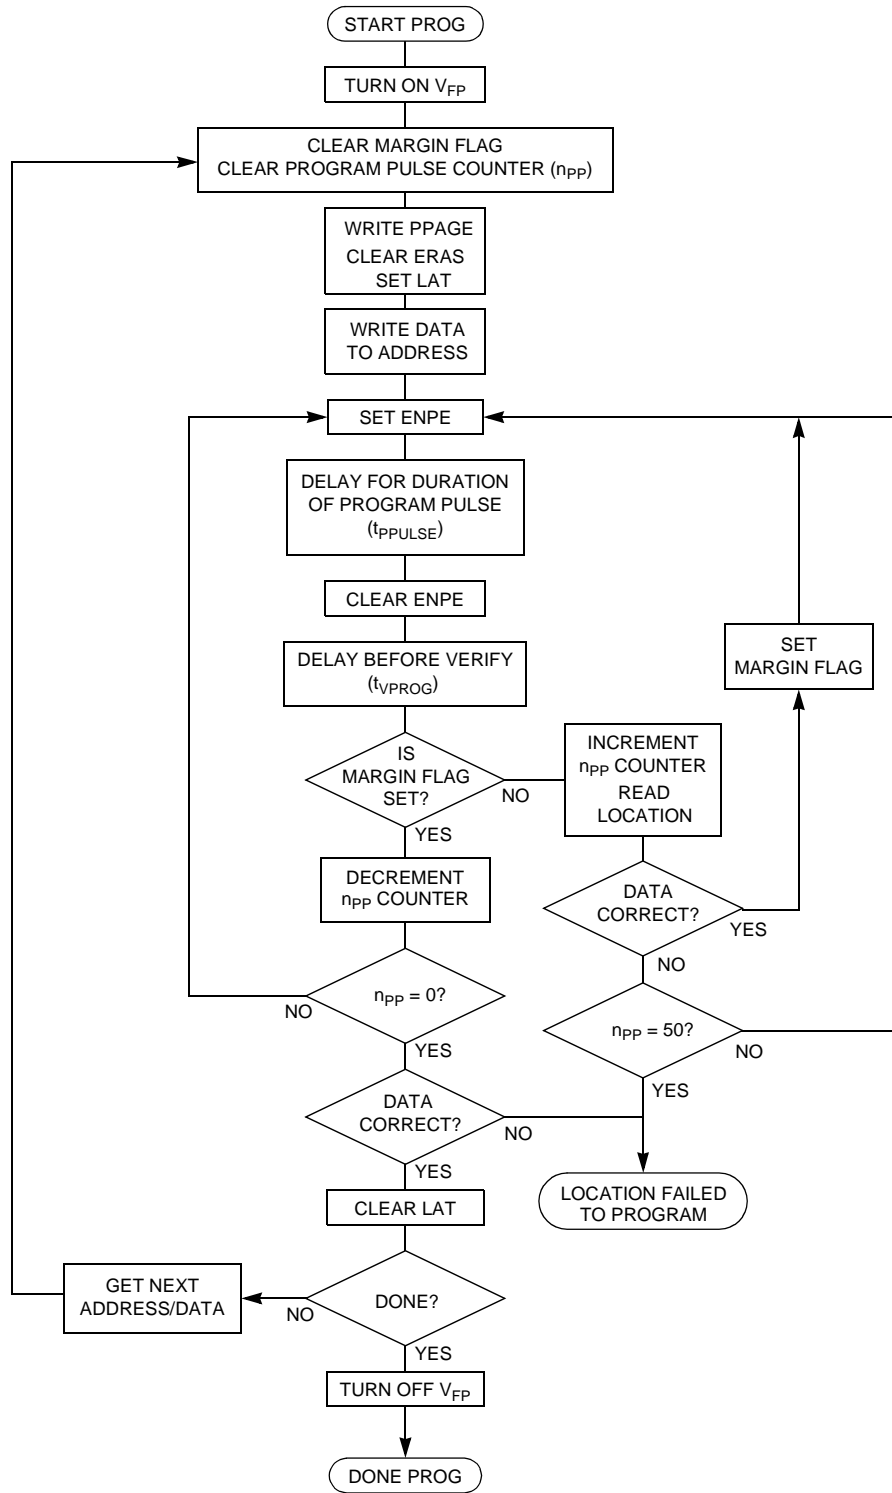 START PROG
TURN ON VFP
CLEAR MARGIN FLAG
CLEAR PROGRAM PULSE COUNTER (nPP)
WRITE PPAGE
CLEAR ERAS
SET LAT
WRITE DATA
TO ADDRESS
SET ENPE
DELAY FOR DURATION
OF PROGRAM PULSE
(tPPULSE)
CLEAR ENPE
DELAY BEFORE VERIFY
(tVPROG)
SET
MARGIN FLAG
IS
MARGIN FLAG
SET?
NO
YES
INCREMENT
nPP COUNTER
READ
LOCATION
DECREMENT
nPP COUNTER
DATA
CORRECT?
YES
NO
nPP = 0?
NO
YES
nPP = 50?
NO
YES
DATA
CORRECT?
NO
YES
LOCATION FAILED
TO PROGRAM
CLEAR LAT
GET NEXT
ADDRESS/DATA
DONE?
NO
YES
TURN OFF VFP
DONE PROG